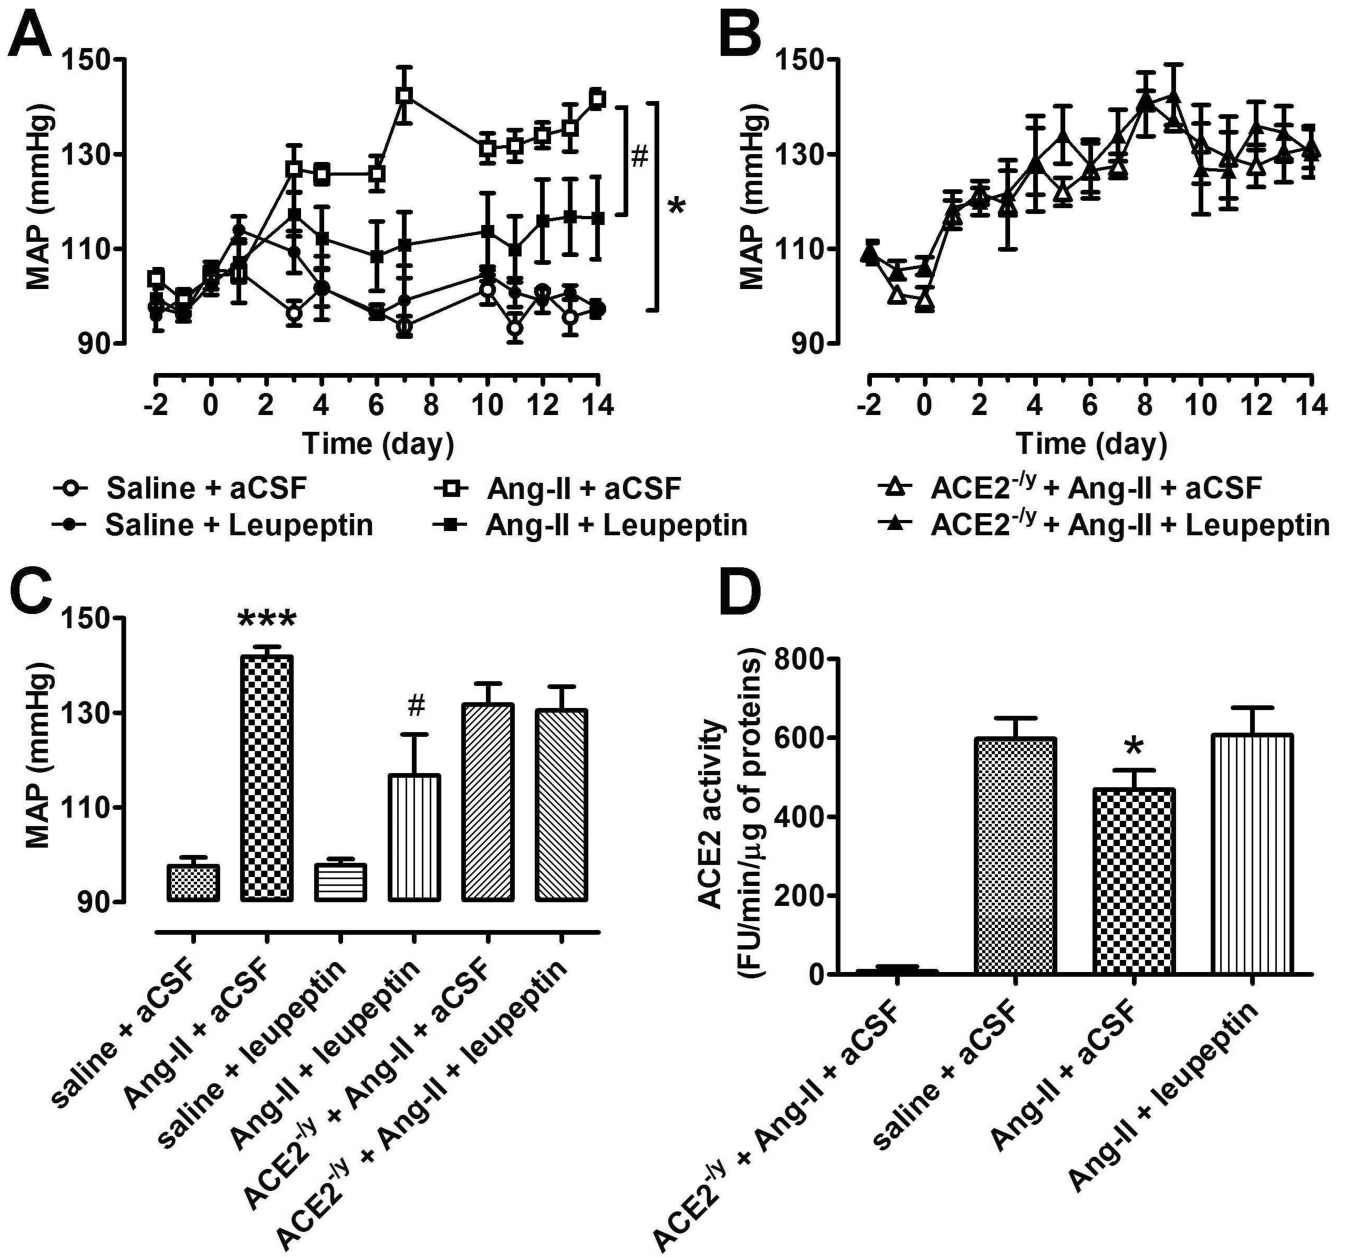 A
150
130
110
90
MAP (mmHg)
-2 0 2 4 6 8 10 12 14
Time (day)
#
*
Saline + aCSF
Saline + Leupeptin
Ang-II + aCSF
Ang-II + Leupeptin
B
150
130
110
90
MAP (mmHg)
-2 0 2 4 6 8 10 12 14
Time (day)
ACE2-/y + Ang-II + aCSF
ACE2-/y + Ang-II + Leupeptin
C
150
130
110
90
MAP (mmHg)
***
#
saline + aCSF
Ang-II + aCSF
saline + leupeptin
Ang-II + leupeptin
ACE2-/y + Ang-II + aCSF
ACE2-/y + Ang-II + leupeptin
D
800
600
400
200
0
ACE2 activity
(FU/min/µg of proteins)
*
ACE2-/y + Ang-II + aCSF
saline + aCSF
Ang-II + aCSF
Ang-II + leupeptin